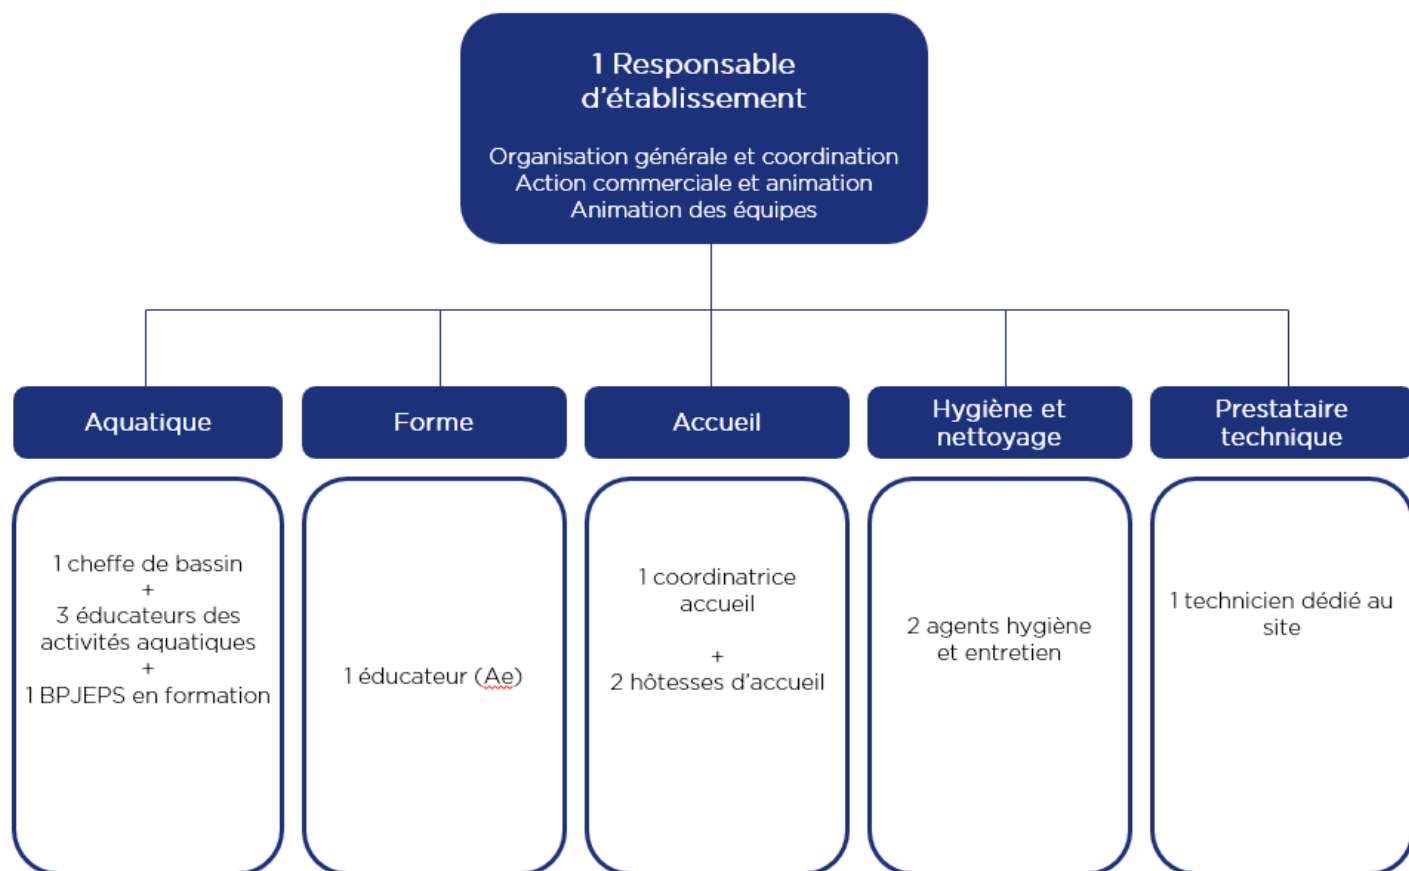 1 Responsable
d'établissement
Organisation générale et coordination
Action commerciale et animation
Animation des équipes
Aquatique
Forme
Accueil
Hygiène et
nettoyage
Prestataire
technique
1 cheffe de bassin
+
3 éducateurs des
activités aquatiques
+
1 BPJEPS en formation
1 éducateur (Ae)
1 coordinatrice
accueil
+
2 hôtesses d'accueil
2 agents hygiène
et entretien
1 technicien dédié au
site